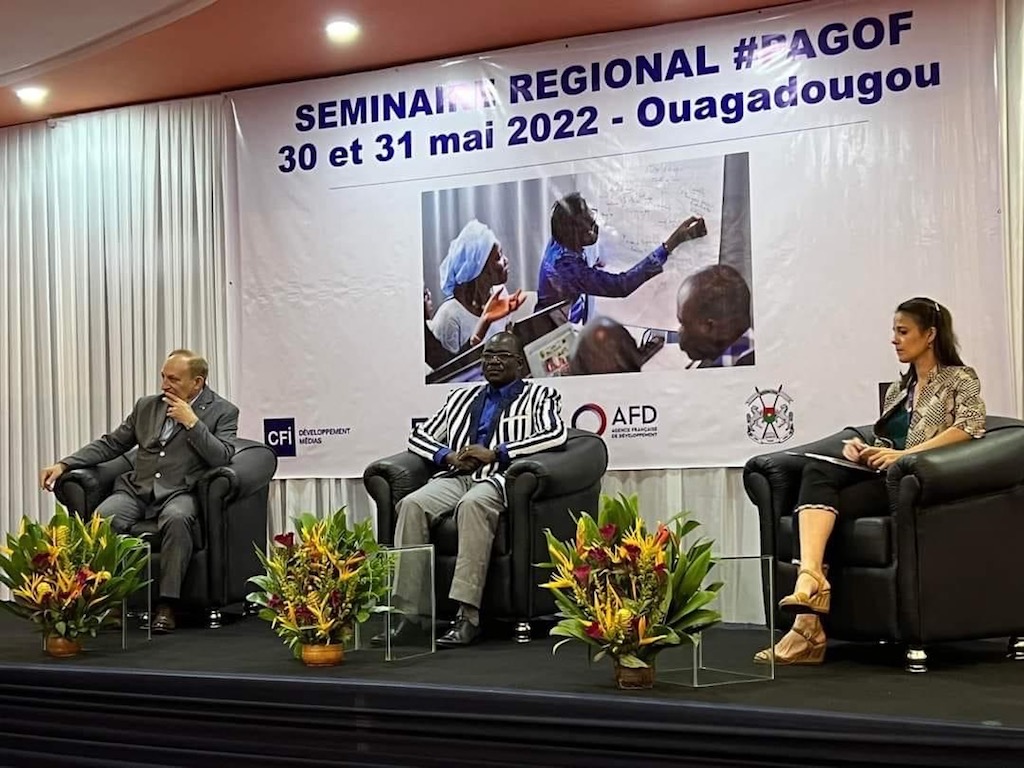 SEMINAIRE REGIONAL #PAGOF
30 et 31 mai 2022 - Ouagadougou
CFi
DÉVELOPPEMENT
MÉDIAS
AFD
AGENCE FRANÇAISE
DE DÉVELOPPEMENT